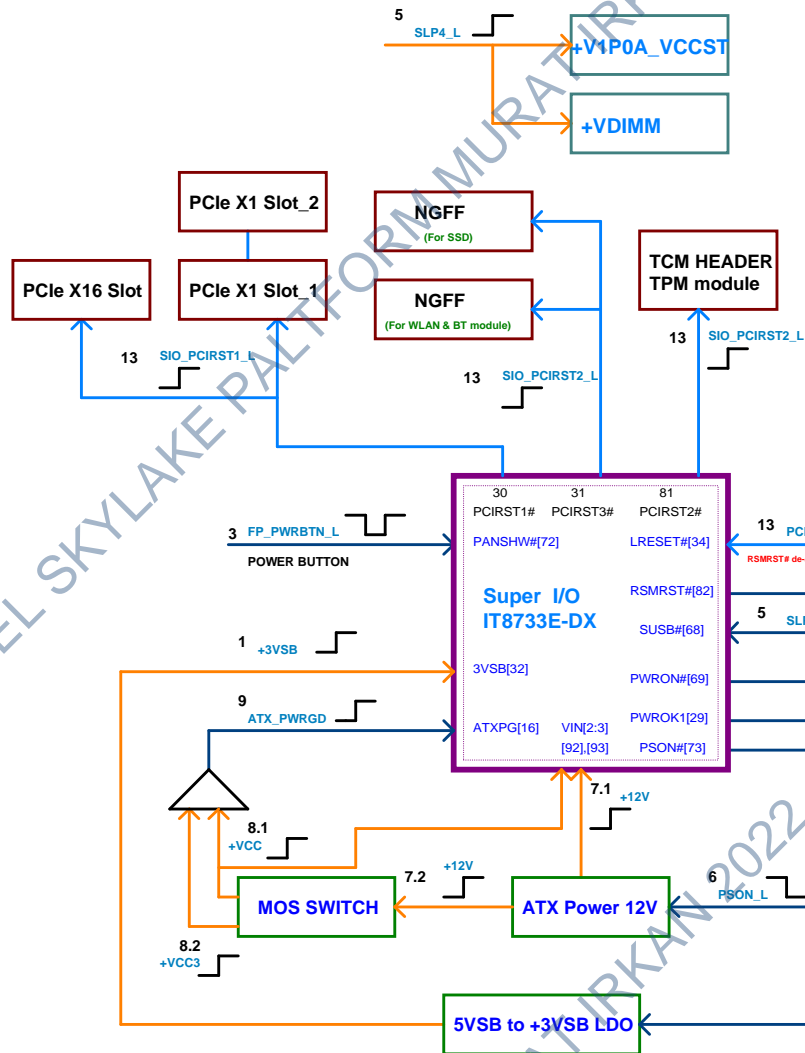 5
SLP4_L
+V1P0A_VCCST
+VDIMM
PCIe X1 Slot_2
NGFF
(For SSD)
TCM HEADER
TPM module
PCIe X16 Slot
PCIe X1 Slot_1
NGFF
(For WLAN & BT module)
13
SIO_PCIRST1_L
13
SIO_PCIRST2_L
13
SIO_PCIRST2_L
30
31
81
PCIRST1#
PCIRST3#
PCIRST2#
3
FP_PWRBTN_L
POWER BUTTON
PANSHW#[72]
LRESET#[34]
13
RSMRST# de-
Super I/O
IT8733E-DX
RSMRST#[82]
5
SUSB#[68]
1
+3VSB
3VSB[32]
PWRON#[69]
9
ATX_PWRGD
ATXPG[16]
VIN[2:3]
[92],[93]
PWROK1[29]
PSON#[73]
7.1
+12V
8.1
+VCC
7.2
+12V
MOS SWITCH
ATX Power 12V
6
PSON_L
8.2
+VCC3
5VSB to +3VSB LDO
EL SKYLAKE PALTFORM MURAT IRK
AT IRKAN 2022